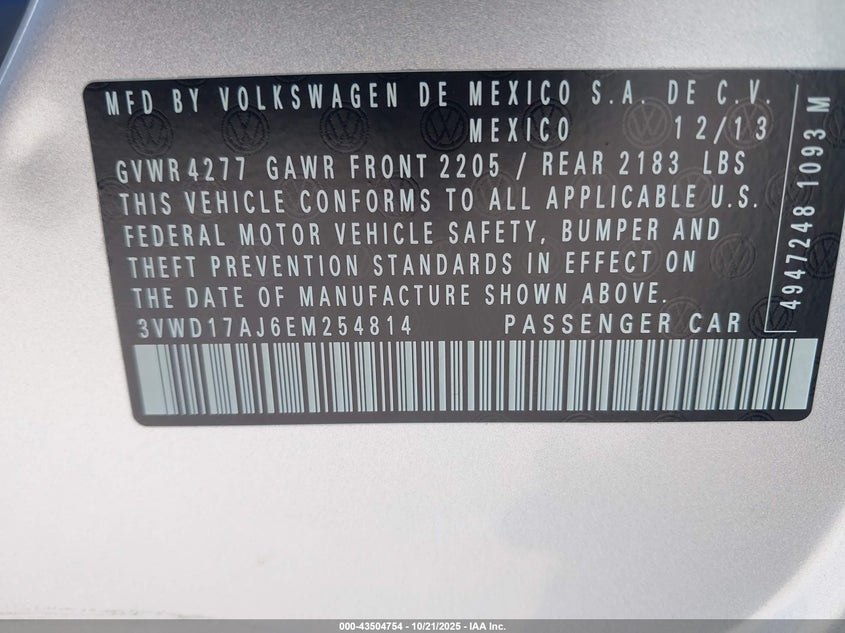 MFD BY VOLKSWAGEN DE MEXICO S.A. DE C.V.
MEXICO 12/13
GVWR 4277 GAWR FRONT 2205 / REAR 2183 LBS
THIS VEHICLE CONFORMS TO ALL APPLICABLE U.S.
FEDERAL MOTOR VEHICLE SAFETY, BUMPER AND
THEFT PREVENTION STANDARDS IN EFFECT ON
THE DATE OF MANUFACTURE SHOWN ABOVE.
3VWD17AJ6EM254814 PASSENGER CAR
4947248 1093 M
000-43504754 - 10/21/2025 - IAA Inc.